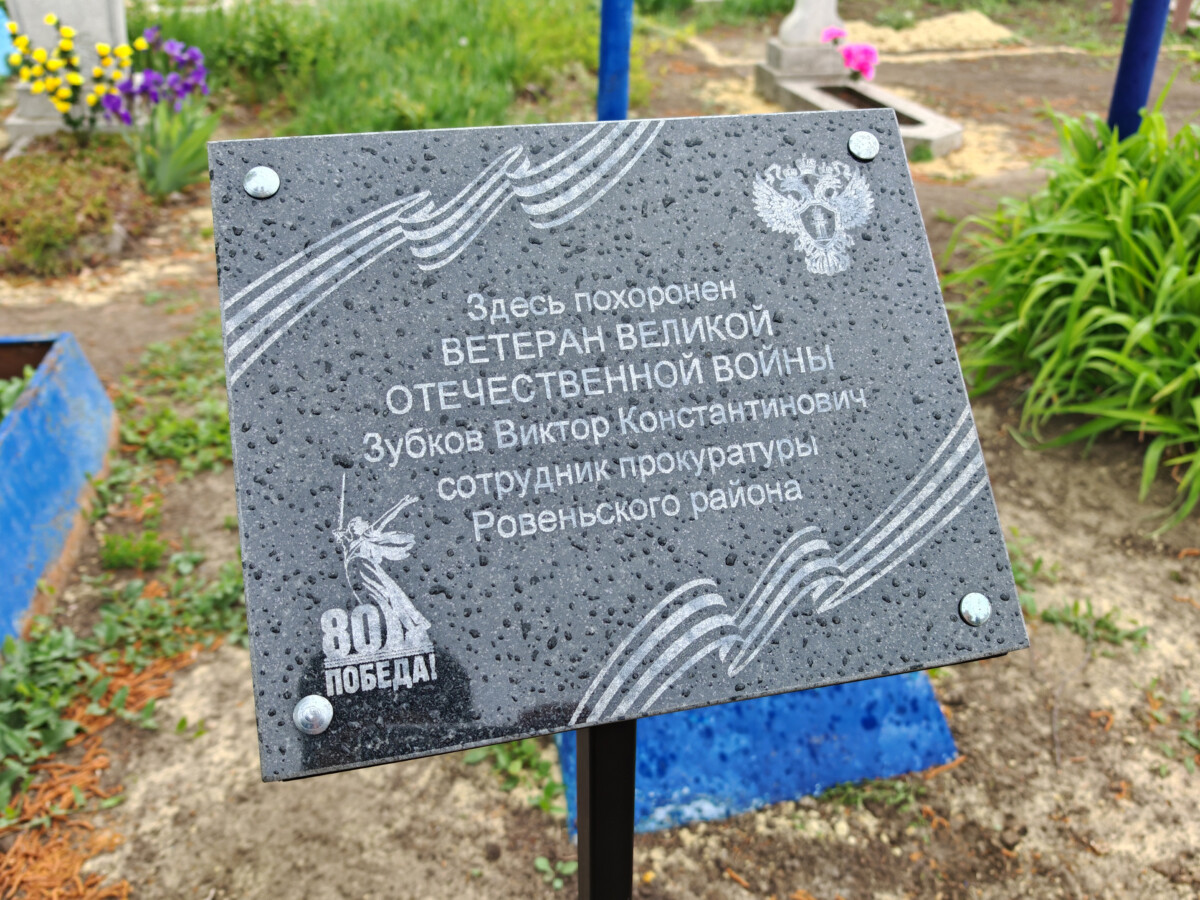 Здесь похоронен
ВЕТЕРАН ВЕЛИКОЙ
ОТЕЧЕСТВЕННОЙ ВОЙНЫ
Зубков Виктор Константинович
сотрудник прокуратуры
Ровеньского района
80
ПОБЕДА!